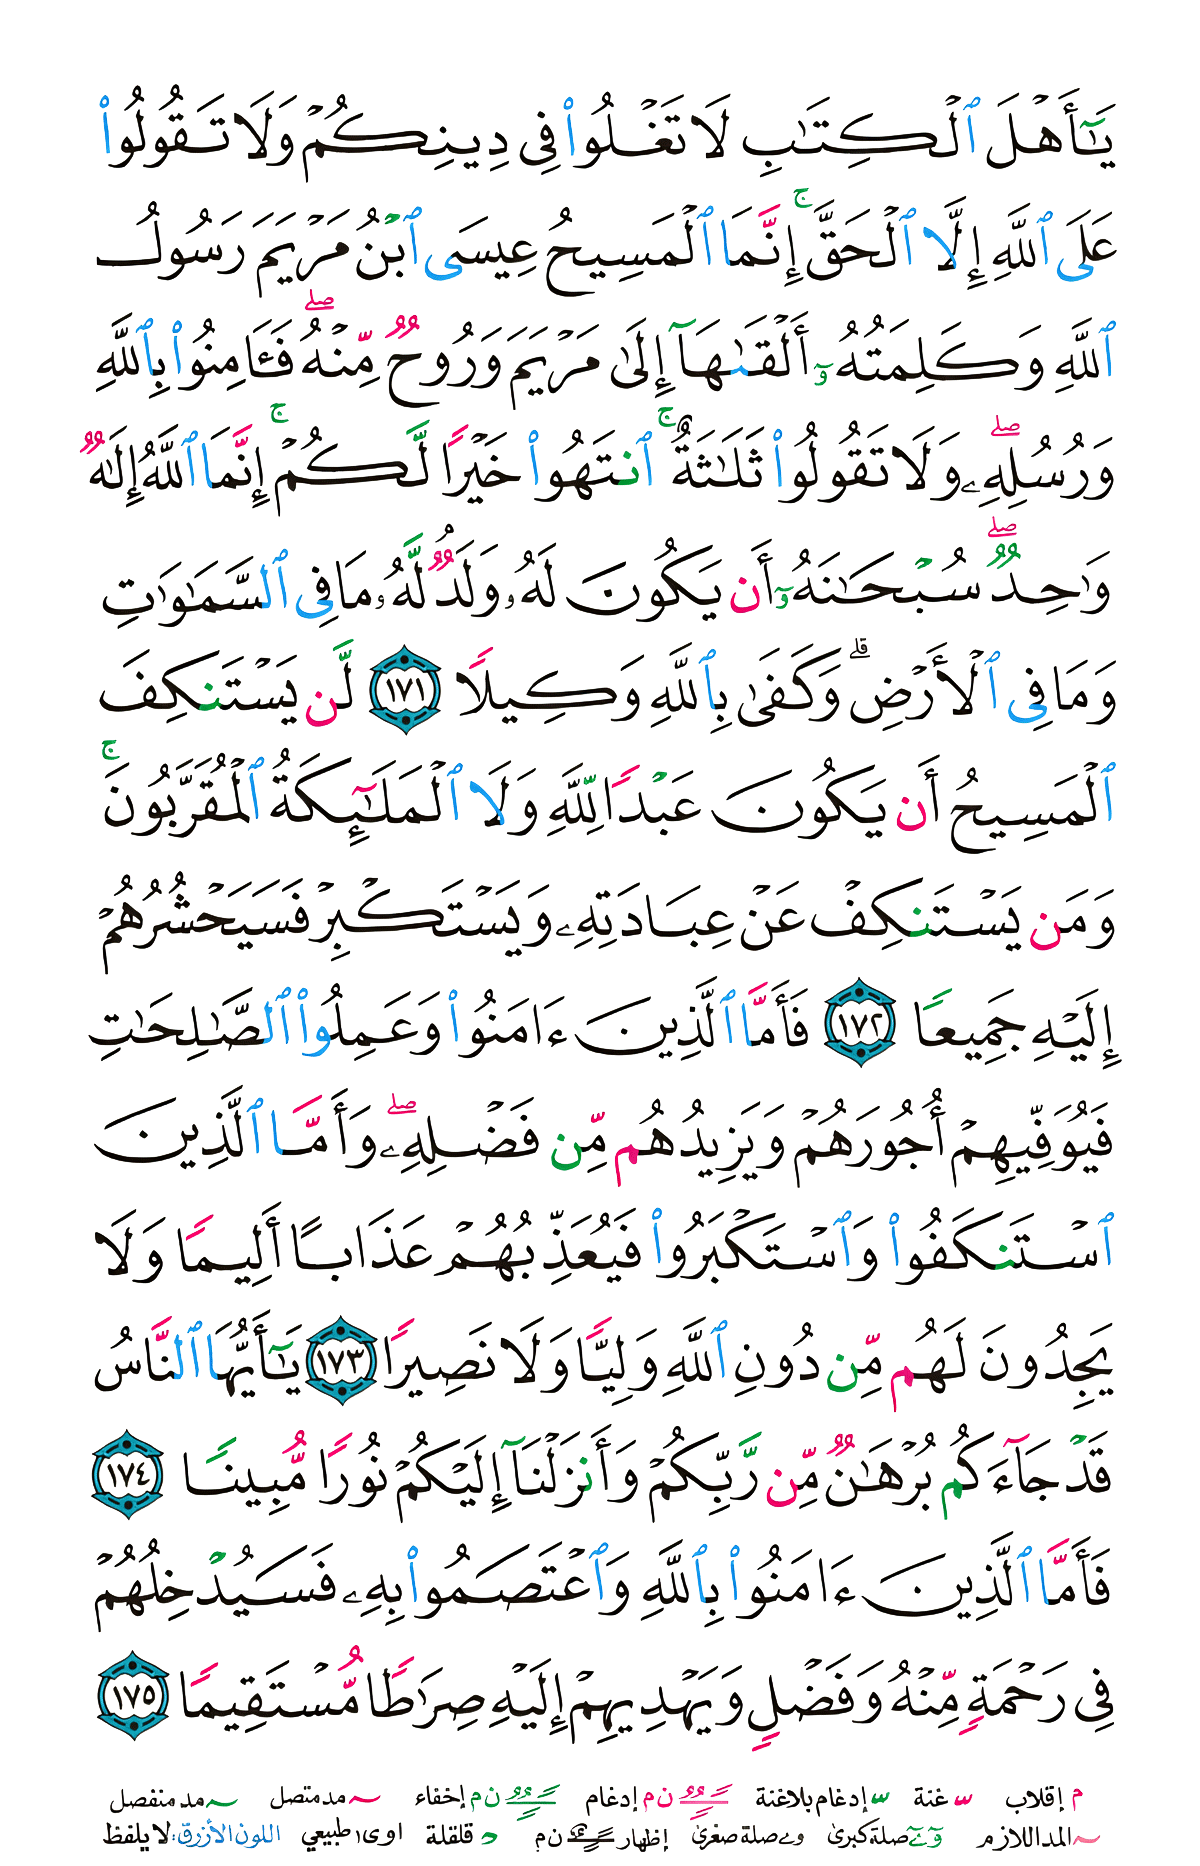 يَٰٓأَهۡلَ ٱلۡكِتَٰبِ لَا تَغۡلُواْ فِي دِينِكُمۡ وَلَا تَقُولُواْ
عَلَى ٱللَّهِ إِلَّا ٱلۡحَقَّۚ إِنَّمَا ٱلۡمَسِيحُ عِيسَى ٱبۡنُ مَرۡيَمَ رَسُولُ
ٱللَّهِ وَكَلِمَتُهُۥٓ أَلۡقَىٰهَآ إِلَىٰ مَرۡيَمَ وَرُوحٞ مِّنۡهُۖ فَـَٔامِنُواْ بِٱللَّهِ
وَرُسُلِهِۦۖ وَلَا تَقُولُواْ ثَلَٰثَةٌۚ ٱنتَهُواْ خَيۡرٗا لَّكُمۡۚ إِنَّمَا ٱللَّهُ إِلَٰهٞ
وَٰحِدٞۖ سُبۡحَٰنَهُۥٓ أَن يَكُونَ لَهُۥ وَلَدٞۘ لَّهُۥ مَا فِي ٱلسَّمَٰوَٰتِ
وَمَا فِي ٱلۡأَرۡضِۗ وَكَفَىٰ بِٱللَّهِ وَكِيلٗا ١٧١ لَّن يَسۡتَنكِفَ
ٱلۡمَسِيحُ أَن يَكُونَ عَبۡدٗا لِّلَّهِ وَلَا ٱلۡمَلَٰٓئِكَةُ ٱلۡمُقَرَّبُونَۚ
وَمَن يَسۡتَنكِفۡ عَنۡ عِبَادَتِهِۦ وَيَسۡتَكۡبِرۡ فَسَيَحۡشُرُهُمۡ
إِلَيۡهِ جَمِيعٗا ١٧٢ فَأَمَّا ٱلَّذِينَ ءَامَنُواْ وَعَمِلُواْ ٱلصَّٰلِحَٰتِ
فَيُوَفِّيهِمۡ أُجُورَهُمۡ وَيَزِيدُهُم مِّن فَضۡلِهِۦۖ وَأَمَّا ٱلَّذِينَ
ٱسۡتَنكَفُواْ وَٱسۡتَكۡبَرُواْ فَيُعَذِّبُهُمۡ عَذَابًا أَلِيمٗا وَلَا
يَجِدُونَ لَهُم مِّن دُونِ ٱللَّهِ وَلِيّٗا وَلَا نَصِيرٗا ١٧٣ يَٰٓأَيُّهَا ٱلنَّاسُ
قَدۡ جَآءَكُم بُرۡهَٰنٞ مِّن رَّبِّكُمۡ وَأَنزَلۡنَآ إِلَيۡكُمۡ نُورٗا مُّبِينٗا ١٧٤
فَأَمَّا ٱلَّذِينَ ءَامَنُواْ بِٱللَّهِ وَٱعۡتَصَمُواْ بِهِۦ فَسَيُدۡخِلُهُمۡ
فِي رَحۡمَةٖ مِّنۡهُ وَفَضۡلٖ وَيَهۡدِيهِمۡ إِلَيۡهِ صِرَٰطٗا مُّسۡتَقِيمٗا ١٧٥
م إقلاب غنة إدغام بلاغنة ن م إدغام ن م إخفاء مد متصل مد منفصل
المد اللازم صلة كبرى و ے صلة صغرى إظهار ن م قلقلة اوى طبيعي اللون الأزرق: لا يلفظ